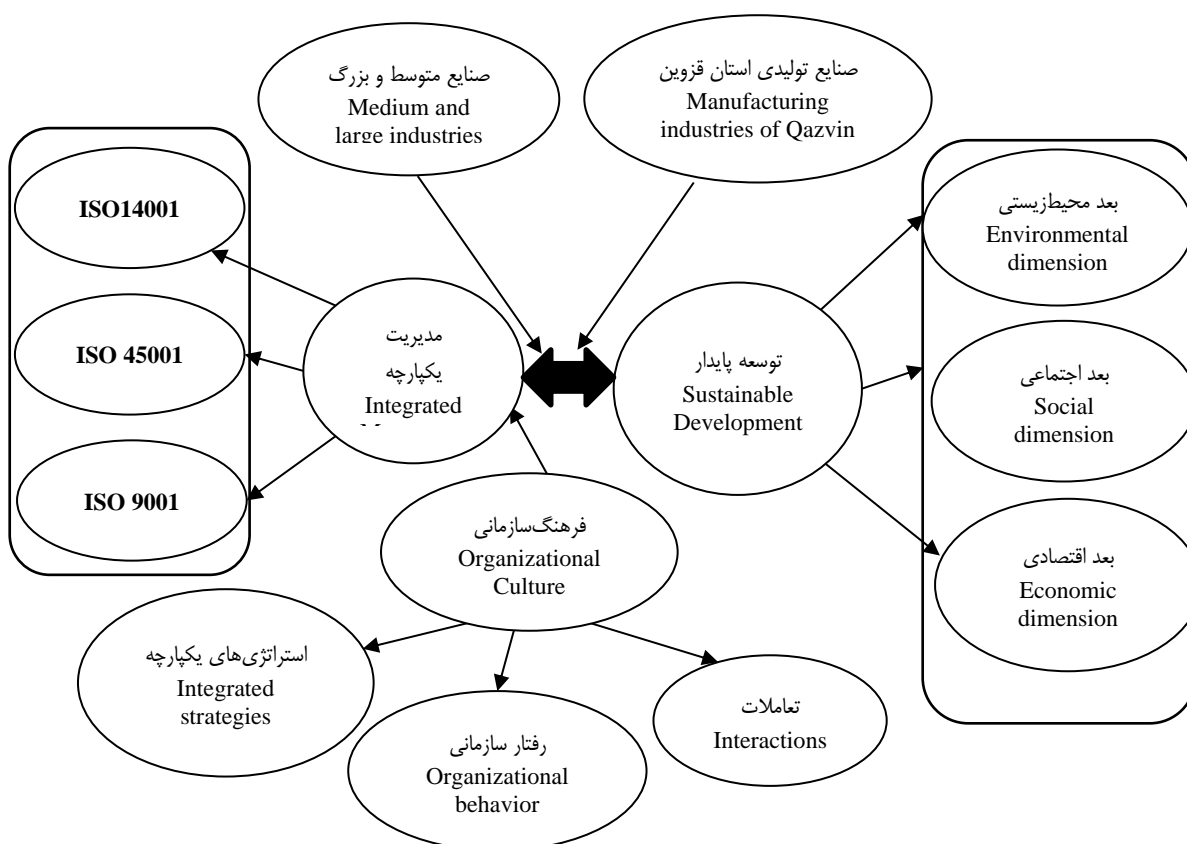 صنایع متوسط و بزرگ
Medium and
large industries
صنایع تولیدی استان قزوین
Manufacturing
industries of Qazvin
ISO14001
ISO 45001
ISO 9001
مدیریت
یکپارچه
Integrated
توسعه پایدار
Sustainable
Development
بعد محیط‌زیستی
Environmental
dimension
بعد اجتماعی
Social
dimension
بعد اقتصادی
Economic
dimension
فرهنگ‌سازمانی
Organizational
Culture
استراتژی‌های یکپارچه
Integrated
strategies
رفتار سازمانی
Organizational
behavior
تعاملات
Interactions